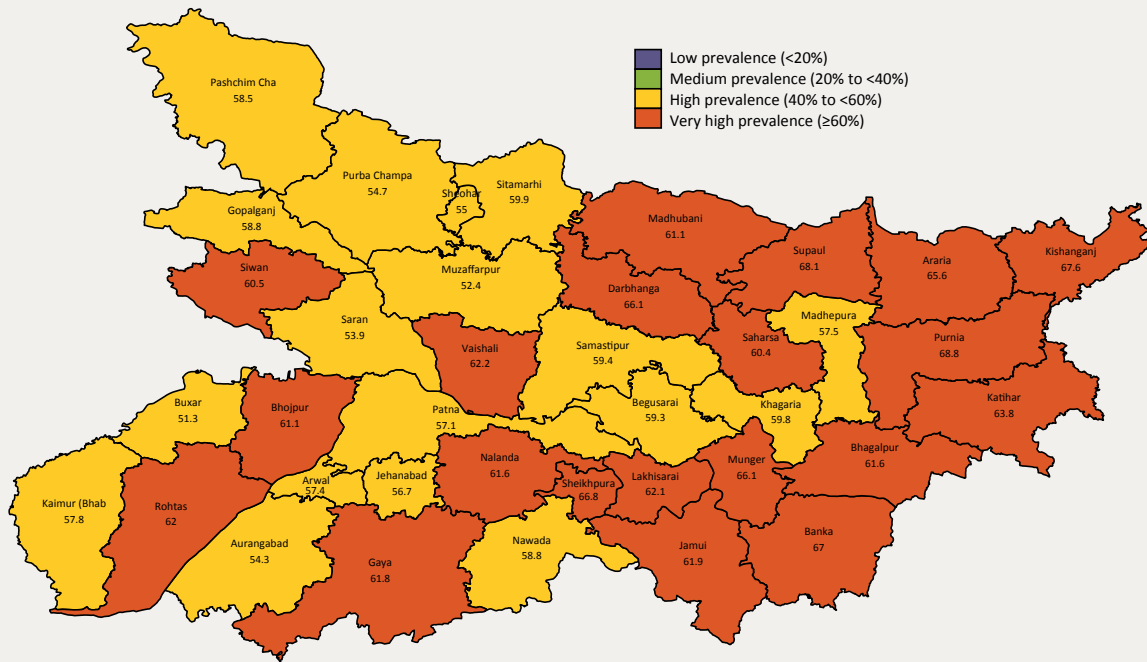 Low prevalence (<20%)
Medium prevalence (20% to <40%)
High prevalence (40% to <60%)
Very high prevalence (≥60%)
Pashchim Cha
58.5
Purba Champa
54.7
Sheohar
55
Sitamarhi
59.9
Gopalganj
58.8
Madhubani
61.1
Supaul
68.1
Araria
65.6
Kishanganj
67.6
Siwan
60.5
Muzaffarpur
52.4
Darbhanga
66.1
Saran
53.9
Madhepura
57.5
Vaishali
62.2
Samastipur
59.4
Saharsa
60.4
Purnia
68.8
Buxar
51.3
Bhojpur
61.1
Patna
57.1
Begusarai
59.3
Khagaria
59.8
Katihar
63.8
Bhagalpur
61.6
Kaimur (Bhab
57.8
Rohtas
62
Arwal
57.4
Jehanabad
56.7
Nalanda
61.6
Sheikhpura
66.8
Lakhisarai
62.1
Munger
66.1
Aurangabad
54.3
Gaya
61.8
Nawada
58.8
Jamui
61.9
Banka
67